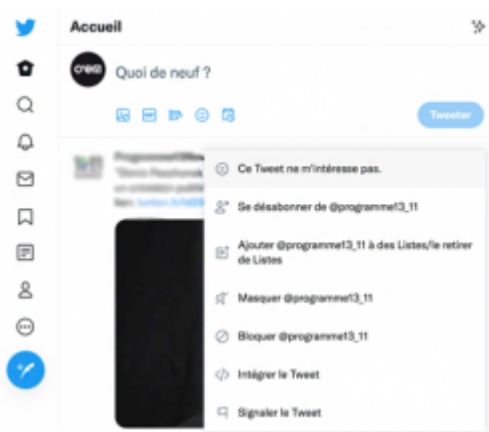 Accueil
Quoi de neuf ?
GIF
Tweeter
Ce Tweet ne m'intéresse pas.
Se désabonner de @programme13_11
Ajouter @programme13_11 à des Listes/le retirer
de Listes
Masquer @programme13_11
Bloquer @programme13_11
Intégrer le Tweet
Signaler le Tweet